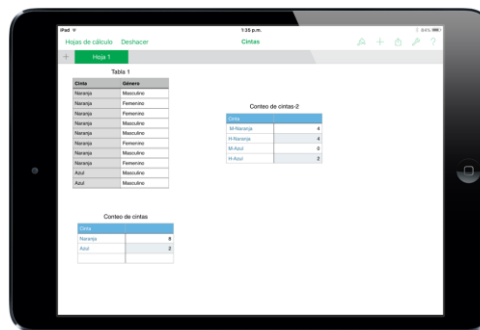 iPad
1:25 p.m.
Hojas de cálculo Deshacer Cintas
+ Hoja 1
Tabla 1
Cinta Género
Naranja Masculino
Naranja Femenino
Naranja Femenino
Naranja Masculino
Naranja Masculino
Naranja Femenino
Naranja Masculino
Naranja Femenino
Azul Masculino
Azul Masculino
Conteo de cintas-2
Cinta
M-Naranja 4
H-Naranja 4
M-Azul 2
H-Azul 2
Conteo de cintas
Cinta
Naranja 8
Azul 2